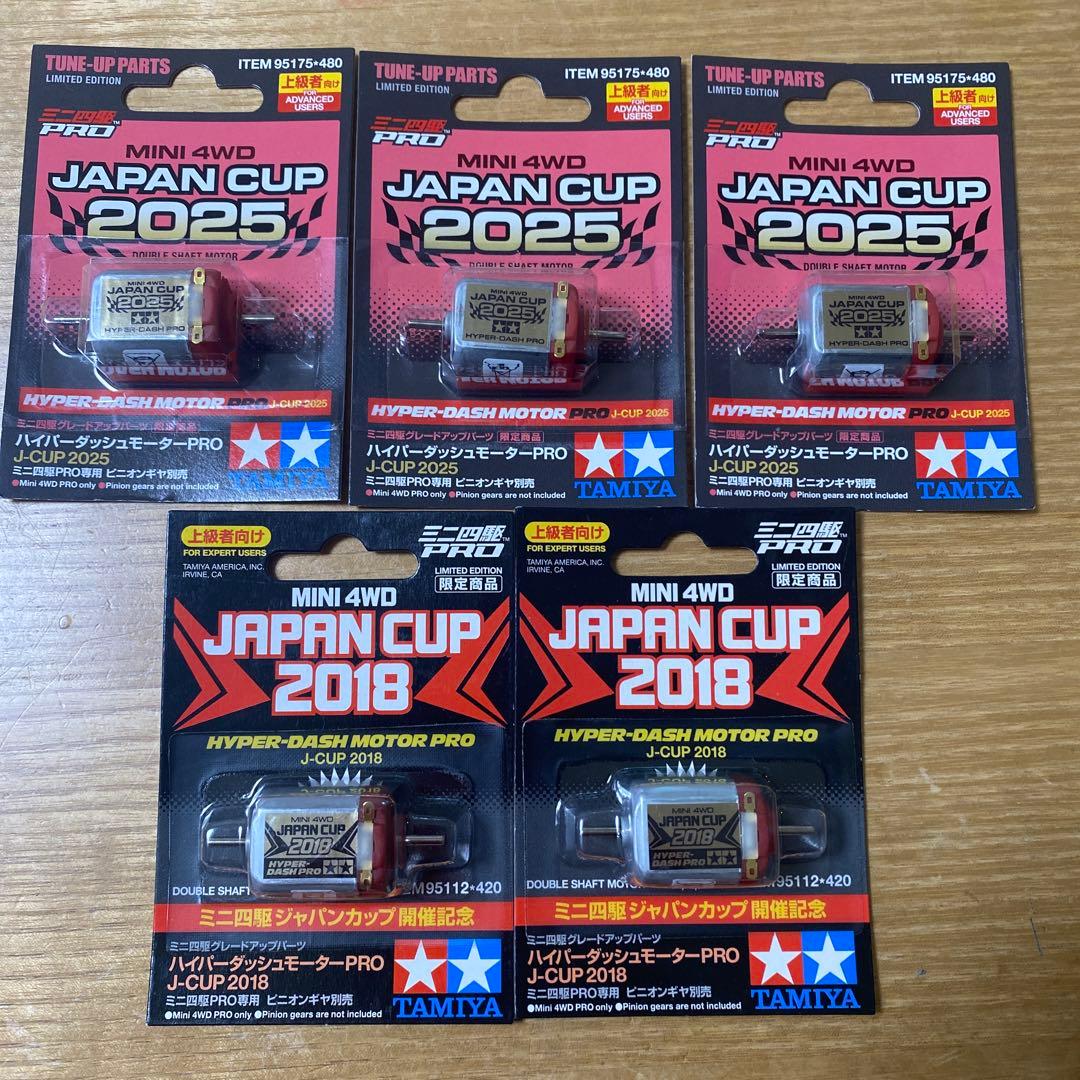 TUNE-UP PARTS
LIMITED EDITION
ITEM 95175*480
上級者向け
FOR
ADVANCED
USERS
ミニ四駆
PRO™
MINI 4WD
JAPAN CUP
2025
DOUBLE SHAFT MOTOR
MINI 4WD
JAPAN CUP
2025
HYPER-DASH PRO
DASH MOTOR
HYPER-DASH MOTOR PRO J-CUP 2025
ミニ四駆グレードアップパーツ 限定商品
ハイパーダッシュモーターPRO
J-CUP 2025
ミニ四駆PRO専用 ピニオンギヤ別売
●Mini 4WD PRO only ●Pinion gears are not included
TAMIYA
TUNE-UP PARTS
LIMITED EDITION
ITEM 95175*480
上級者向け
FOR
ADVANCED
USERS
ミニ四駆
PRO™
MINI 4WD
JAPAN CUP
2025
DOUBLE SHAFT MOTOR
MINI 4WD
JAPAN CUP
2025
HYPER-DASH PRO
HYPER-DASH MOTOR PRO J-CUP 2025
ミニ四駆グレードアップパーツ 限定商品
ハイパーダッシュモーターPRO
J-CUP 2025
ミニ四駆PRO専用 ピニオンギヤ別売
●Mini 4WD PRO only ●Pinion gears are not included
TAMIYA
TUNE-UP PARTS
LIMITED EDITION
ITEM 95175*480
上級者向け
FOR
ADVANCED
USERS
ミニ四駆
PRO™
MINI 4WD
JAPAN CUP
2025
DOUBLE SHAFT MOTOR
MINI 4WD
JAPAN CUP
2025
HYPER-DASH PRO
HYPER-DASH MOTOR PRO J-CUP 2025
ミニ四駆グレードアップパーツ 限定商品
ハイパーダッシュモーターPRO
J-CUP 2025
ミニ四駆PRO専用 ピニオンギヤ別売
●Mini 4WD PRO only ●Pinion gears are not included
TAMIYA
上級者向け
FOR EXPERT USERS
TAMIYA AMERICA, INC.
IRVINE, CA
ミニ四駆™
PRO
LIMITED EDITION
限定商品
MINI 4WD
JAPAN CUP
2018
HYPER-DASH MOTOR PRO
J-CUP 2018
MINI 4WD
JAPAN CUP
2018
HYPER-
DASH PRO
DOUBLE SHAFT
95112*420
ミニ四駆 ジャパンカップ 開催記念
ミニ四駆グレードアップパーツ
ハイパーダッシュモーターPRO
J-CUP 2018
ミニ四駆PRO専用 ピニオンギヤ別売
●Mini 4WD PRO only ●Pinion gears are not included
TAMIYA
上級者向け
FOR EXPERT USERS
TAMIYA AMERICA, INC.
IRVINE, CA
ミニ四駆™
PRO
LIMITED EDITION
限定商品
MINI 4WD
JAPAN CUP
2018
HYPER-DASH MOTOR PRO
J-CUP 2018
MINI 4WD
JAPAN CUP
2018
HYPER-
DASH PRO
DOUBLE SHAFT MOT
M95112*420
ミニ四駆 ジャパンカップ 開催記念
ミニ四駆グレードアップパーツ
ハイパーダッシュモーターPRO
J-CUP 2018
ミニ四駆PRO専用 ピニオンギヤ別売
●Mini 4WD PRO only ●Pinion gears are not included
TAMIYA